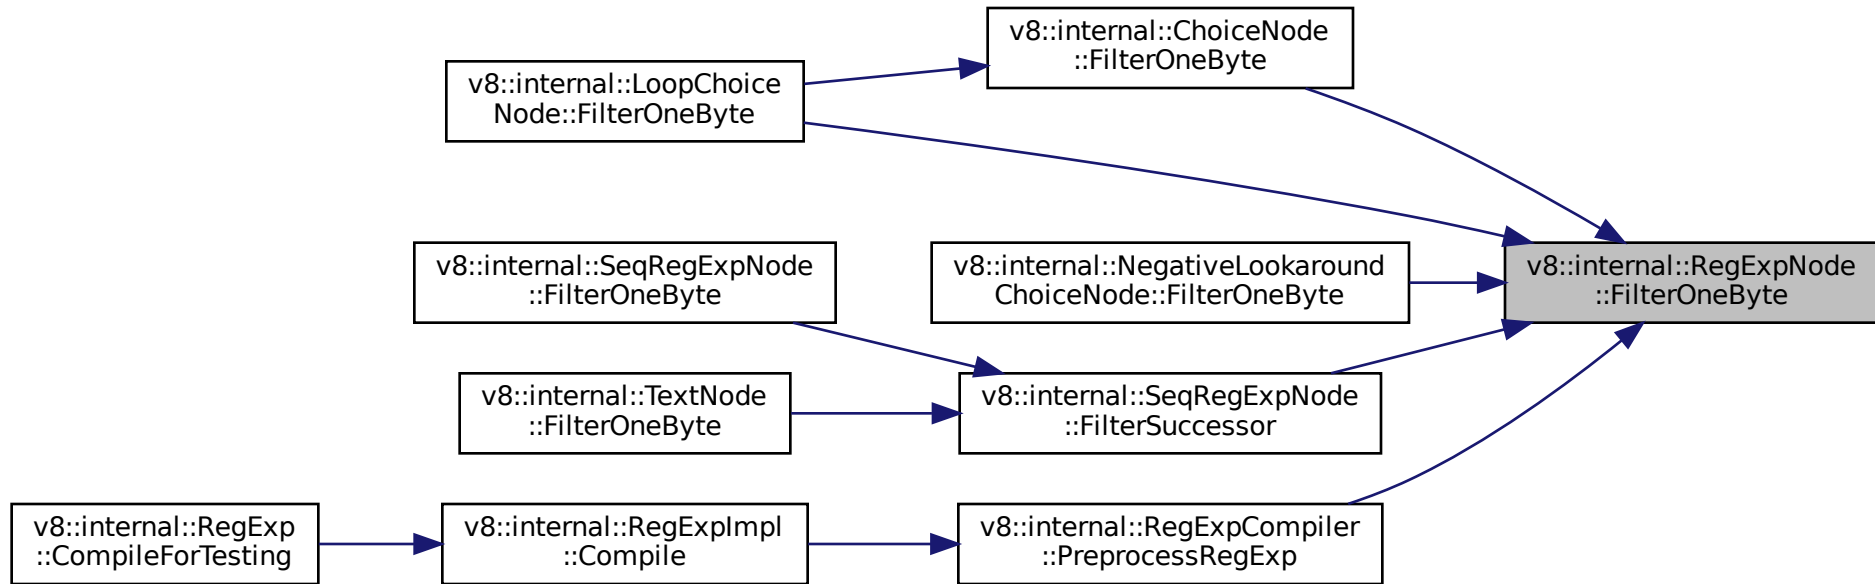 v8::internal::ChoiceNode
::FilterOneByte
v8::internal::LoopChoice
Node::FilterOneByte
v8::internal::SeqRegExpNode
::FilterOneByte
v8::internal::NegativeLookaround
ChoiceNode::FilterOneByte
v8::internal::RegExpNode
::FilterOneByte
v8::internal::TextNode
::FilterOneByte
v8::internal::SeqRegExpNode
::FilterSuccessor
v8::internal::RegExp
::CompileForTesting
v8::internal::RegExpImpl
::Compile
v8::internal::RegExpCompiler
::PreprocessRegExp